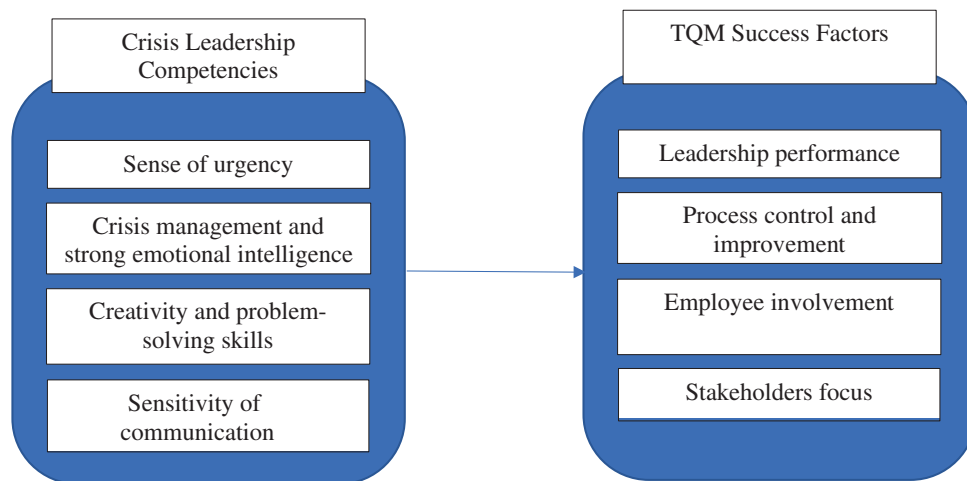 Crisis Leadership
Competencies
Sense of urgency
Crisis management and
strong emotional intelligence
Creativity and problem-
solving skills
Sensitivity of
communication
TQM Success Factors
Leadership performance
Process control and
improvement
Employee involvement
Stakeholders focus